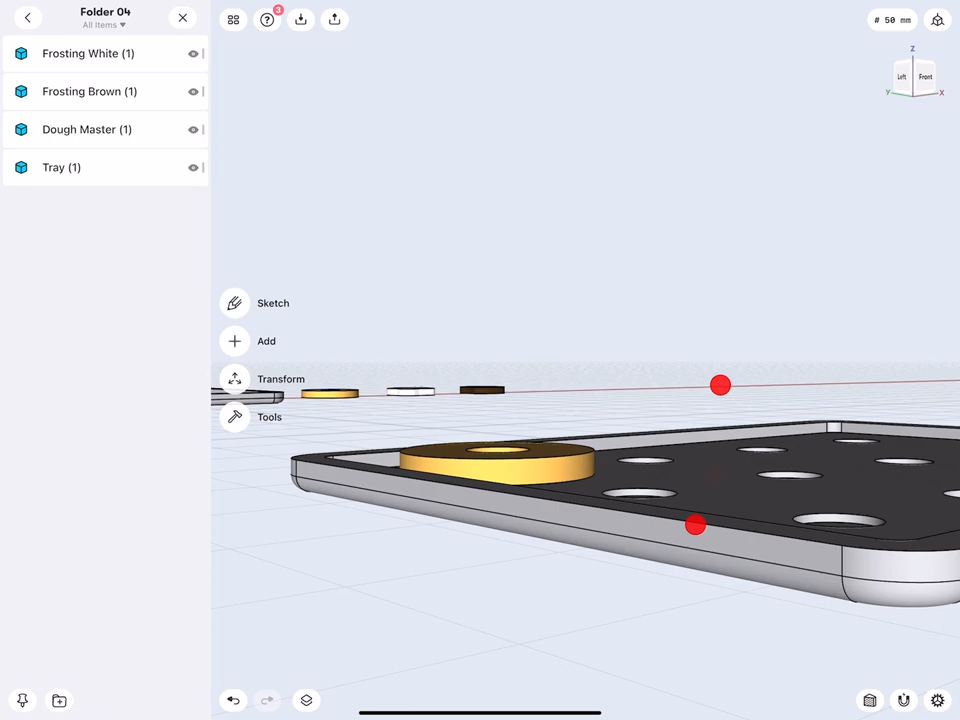 Folder 04
All Items ▼
Frosting White (1)
Frosting Brown (1)
Dough Master (1)
Tray (1)
3
# 50 mm
Z
Left
Front
Y
X
Sketch
Add
Transform
Tools